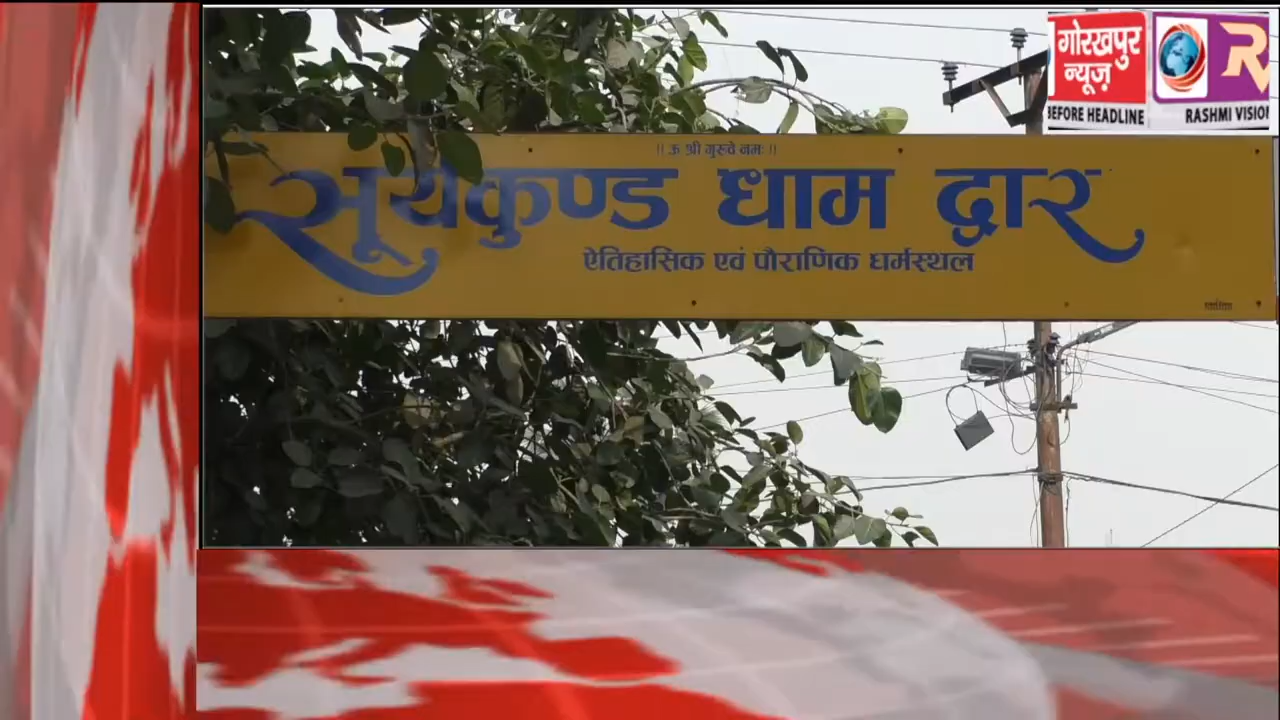 गोरखपुर
न्यूज़
BEFORE HEADLINE
R
RASHMI VISION
!! ऊ श्री गुरुवे नमः !!
सूर्यकुण्ड धाम द्वार
ऐतिहासिक एवं पौराणिक धर्मस्थल